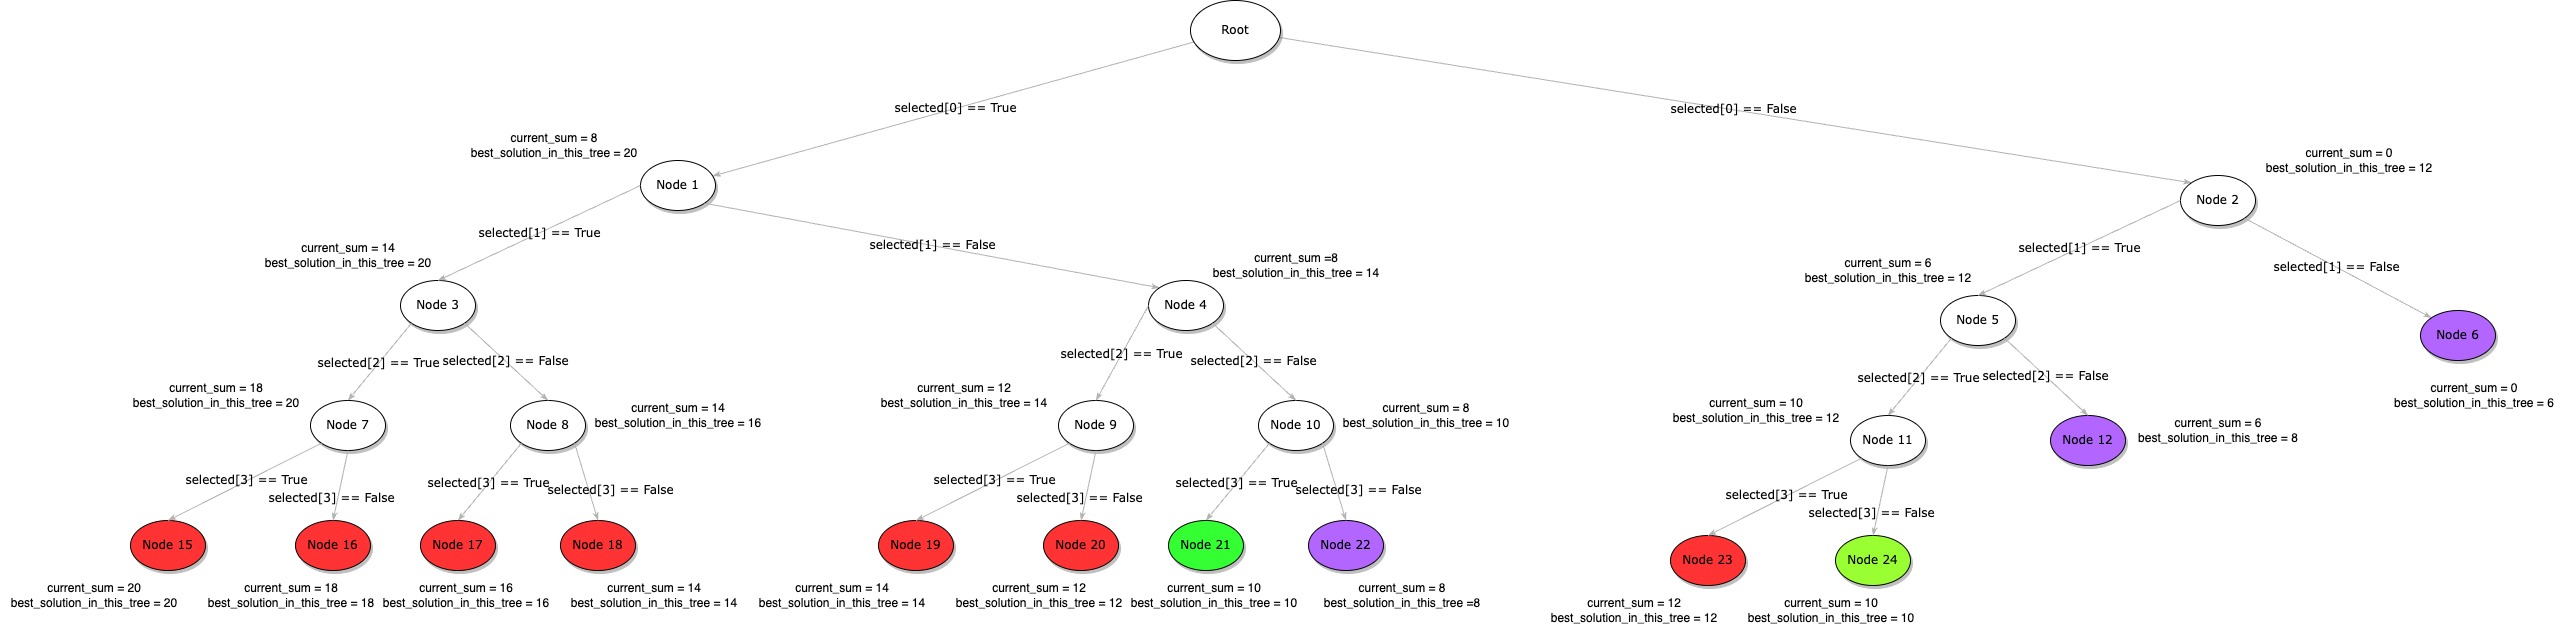 Root
selected[0] == True
selected[0] == False
current_sum = 8
best_solution_in_this_tree = 20
Node 1
current_sum = 0
best_solution_in_this_tree = 12
Node 2
selected[1] == True
selected[1] == False
selected[1] == True
selected[1] == False
current_sum = 14
best_solution_in_this_tree = 20
Node 3
current_sum =8
best_solution_in_this_tree = 14
Node 4
current_sum = 6
best_solution_in_this_tree = 12
Node 5
Node 6
current_sum = 0
best_solution_in_this_tree = 6
selected[2] == True
selected[2] == False
selected[2] == True
selected[2] == False
selected[2] == True
selected[2] == False
current_sum = 18
best_solution_in_this_tree = 20
Node 7
Node 8
current_sum = 14
best_solution_in_this_tree = 16
current_sum = 12
best_solution_in_this_tree = 14
Node 9
Node 10
current_sum = 8
best_solution_in_this_tree = 10
current_sum = 10
best_solution_in_this_tree = 12
Node 11
Node 12
current_sum = 6
best_solution_in_this_tree = 8
selected[3] == True
selected[3] == False
selected[3] == True
selected[3] == False
selected[3] == True
selected[3] == False
selected[3] == True
selected[3] == False
selected[3] == True
selected[3] == False
Node 15
Node 16
Node 17
Node 18
Node 19
Node 20
Node 21
Node 22
Node 23
Node 24
current_sum = 20
best_solution_in_this_tree = 20
current_sum = 18
best_solution_in_this_tree = 18
current_sum = 16
best_solution_in_this_tree = 16
current_sum = 14
best_solution_in_this_tree = 14
current_sum = 14
best_solution_in_this_tree = 14
current_sum = 12
best_solution_in_this_tree = 12
current_sum = 10
best_solution_in_this_tree = 10
current_sum = 8
best_solution_in_this_tree =8
current_sum = 12
best_solution_in_this_tree = 12
current_sum = 10
best_solution_in_this_tree = 10